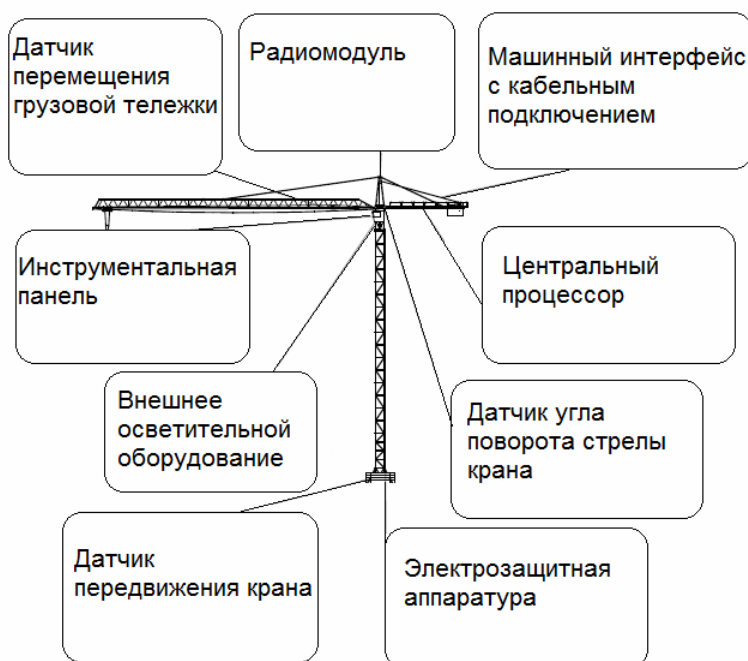 Датчик
перемещения
грузовой тележки
Радиомодуль
Машинный интерфейс
с кабельным
подключением
Инструментальная
панель
Центральный
процессор
Внешнее
осветительной
оборудование
Датчик угла
поворота стрелы
крана
Датчик
передвижения крана
Электрозащитная
аппаратура